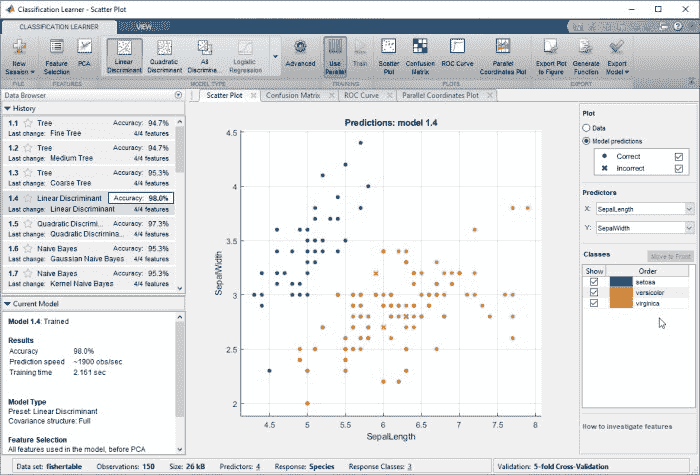 Classification Learner - Scatter Plot
CLASSIFICATION LEARNER VIEW
New Session Feature Selection PCA Linear Discriminant Quadratic Discriminant All Discrimina... Logistic Regression Advanced Use Parallel Train Scatter Plot Confusion Matrix ROC Curve Parallel Coordinates Plot Export Plot to Figure Generate Function Export Model
FILE FEATURES MODEL TYPE TRAINING PLOTS EXPORT
Data Browser
History
1.1 Tree Accuracy: 94.7%
Last change: Fine Tree 4/4 features
1.2 Tree Accuracy: 94.7%
Last change: Medium Tree 4/4 features
1.3 Tree Accuracy: 95.3%
Last change: Coarse Tree 4/4 features
1.4 Linear Discriminant Accuracy: 98.0%
Last change: Linear Discriminant 4/4 features
1.5 Quadratic Discrimi... Accuracy: 97.3%
Last change: Quadratic Discrimina... 4/4 features
1.6 Naive Bayes Accuracy: 95.3%
Last change: Gaussian Naive Bayes 4/4 features
1.7 Naive Bayes Accuracy: 95.3%
Last change: Kernel Naive Bayes 4/4 features
Current Model
Model 1.4: Trained
Results
Accuracy 98.0%
Prediction speed ~1900 obs/sec
Training time 2.161 sec
Model Type
Preset: Linear Discriminant
Covariance structure: Full
Feature Selection
All features used in the model, before PCA
Scatter Plot Confusion Matrix ROC Curve Parallel Coordinates Plot
Predictions: model 1.4
SepalWidth
4.5
4
3.5
3
2.5
2
4.5 5 5.5 6 6.5 7 7.5 8
SepalLength
Plot
Data
Model predictions
Correct
Incorrect
Predictors
X: SepalLength
Y: SepalWidth
Classes Move to Front
Show Order
setosa
versicolor
virginica
How to investigate features
Data set: fishertable Observations: 150 Size: 26 kB Predictors: 4 Response: Species Response Classes: 3 Validation: 5-fold Cross-Validation